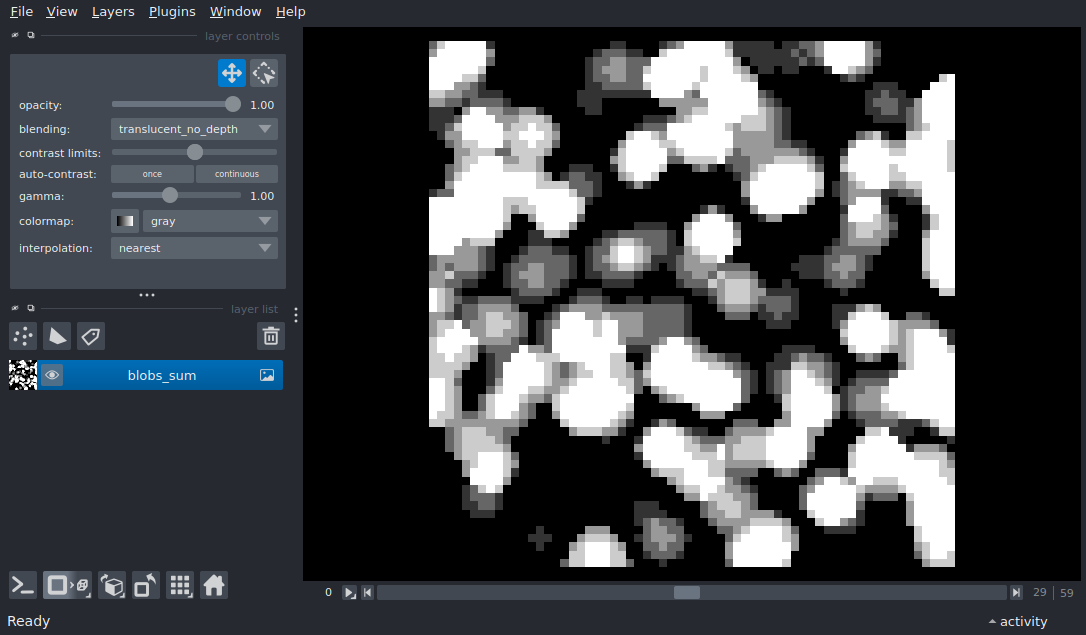 File View Layers Plugins Window Help
layer controls
opacity: 1.00
blending: translucent_no_depth
contrast limits:
auto-contrast: once continuous
gamma: 1.00
colormap: gray
interpolation: nearest
layer list
blobs_sum
0 29 59
Ready activity